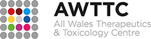 AWTTC
All Wales Therapeutics
& Toxicology Centre